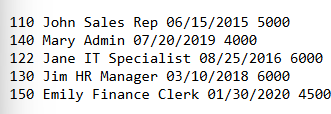 110 John Sales Rep 06/15/2015 5000
140 Mary Admin 07/20/2019 4000
122 Jane IT Specialist 08/25/2016 6000
130 Jim HR Manager 03/10/2018 6000
150 Emily Finance Clerk 01/30/2020 4500